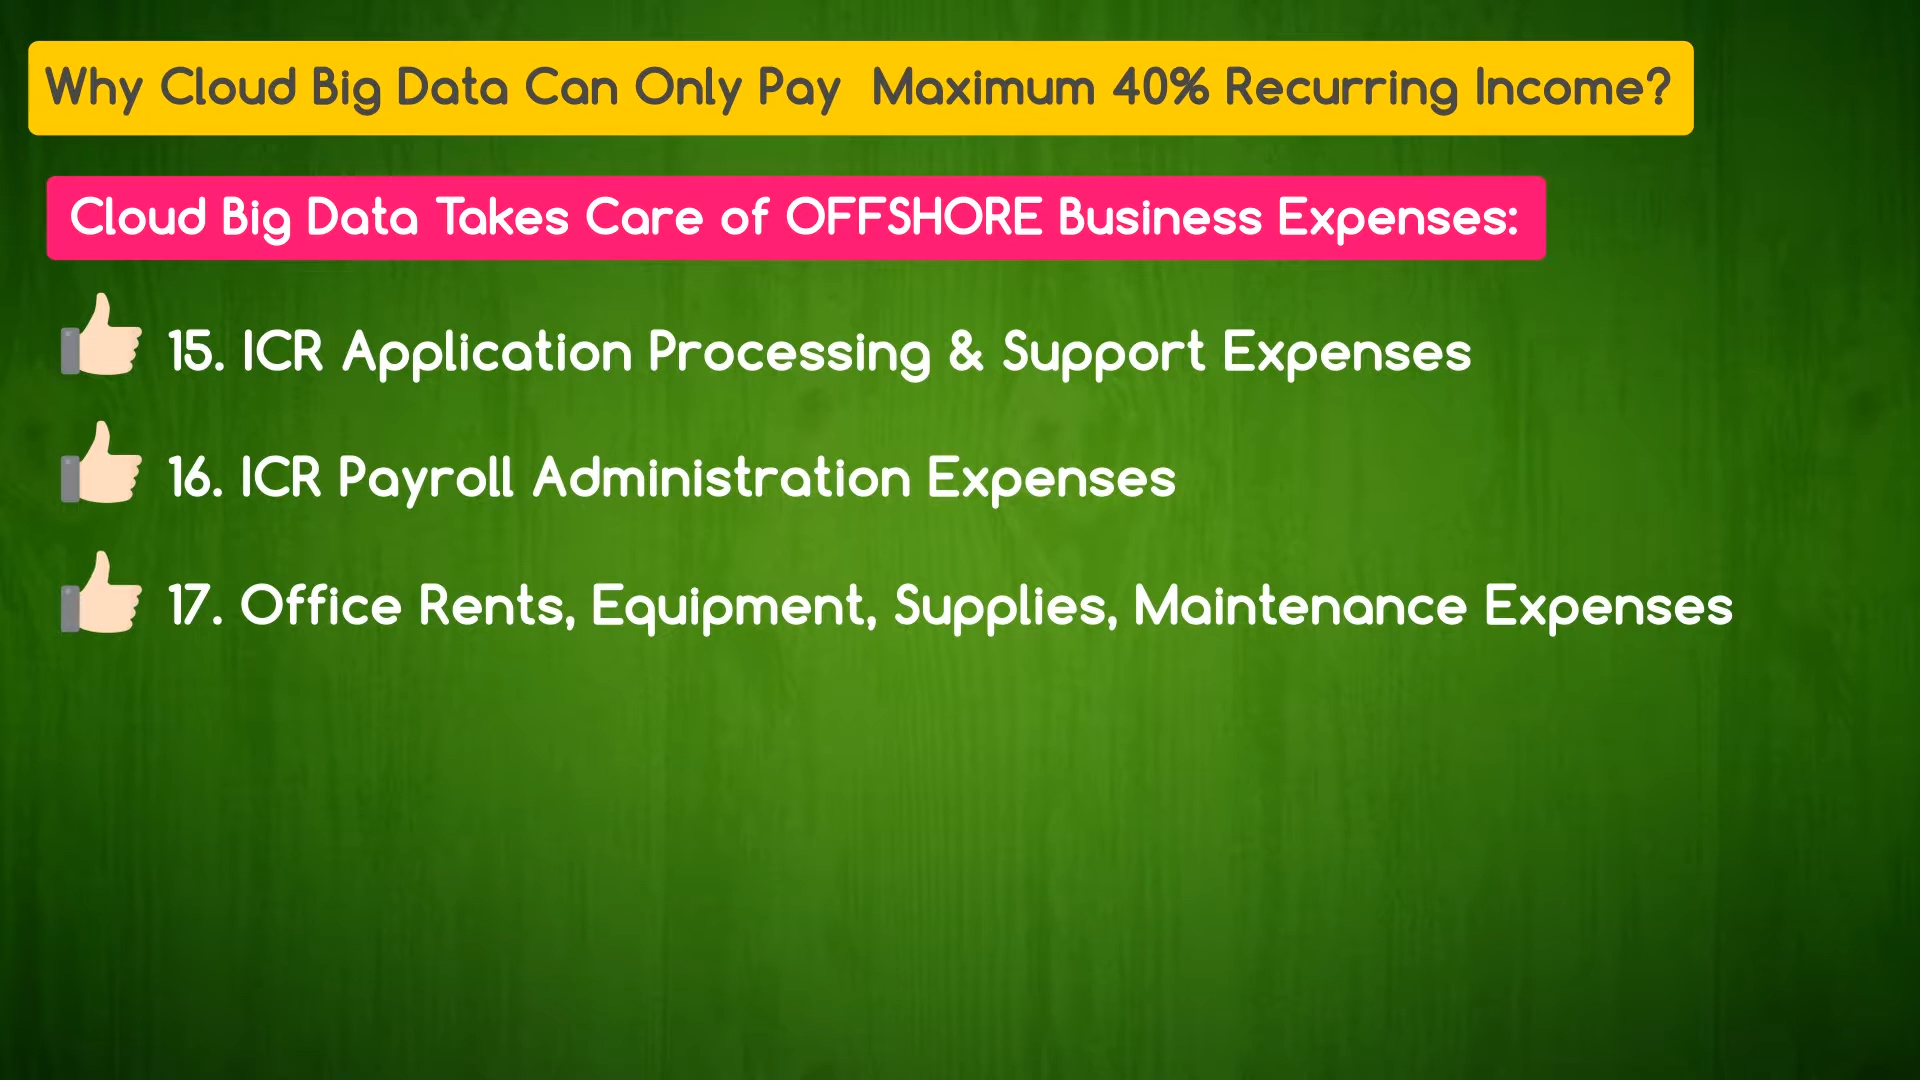 Why Cloud Big Data Can Only Pay  Maximum 40% Recurring Income?
Cloud Big Data Takes Care of OFFSHORE Business Expenses:
15. ICR Application Processing & Support Expenses
16. ICR Payroll Administration Expenses
17. Office Rents, Equipment, Supplies, Maintenance Expenses